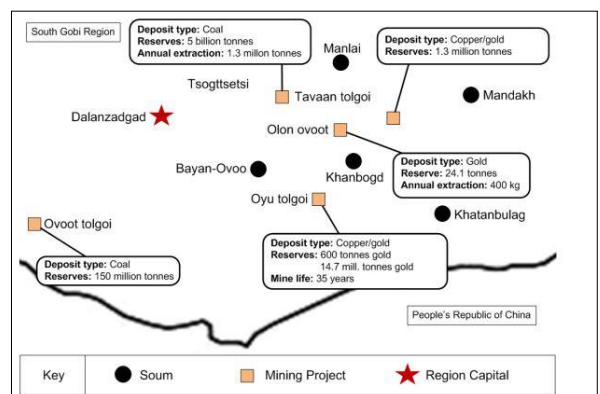 South Gobi Region
Deposit type: Coal
Reserves: 5 billion tonnes
Annual extraction: 1.3 millon tonnes
Manlai
Deposit type: Copper/gold
Reserves: 1.3 million tonnes
Tsogttsetsi
Tavaan tolgoi
Mandakh
Dalanzadgad
Olon ovoot
Bayan-Ovoo
Khanbogd
Deposit type: Gold
Reserve: 24.1 tonnes
Annual extraction: 400 kg
Oyu tolgoi
Khatanbulag
Ovoot tolgoi
Deposit type: Copper/gold
Reserves: 600 tonnes gold
14.7 mill. tonnes gold
Mine life: 35 years
Deposit type: Coal
Reserves: 150 million tonnes
People's Republic of China
Key
Soum
Mining Project
Region Capital